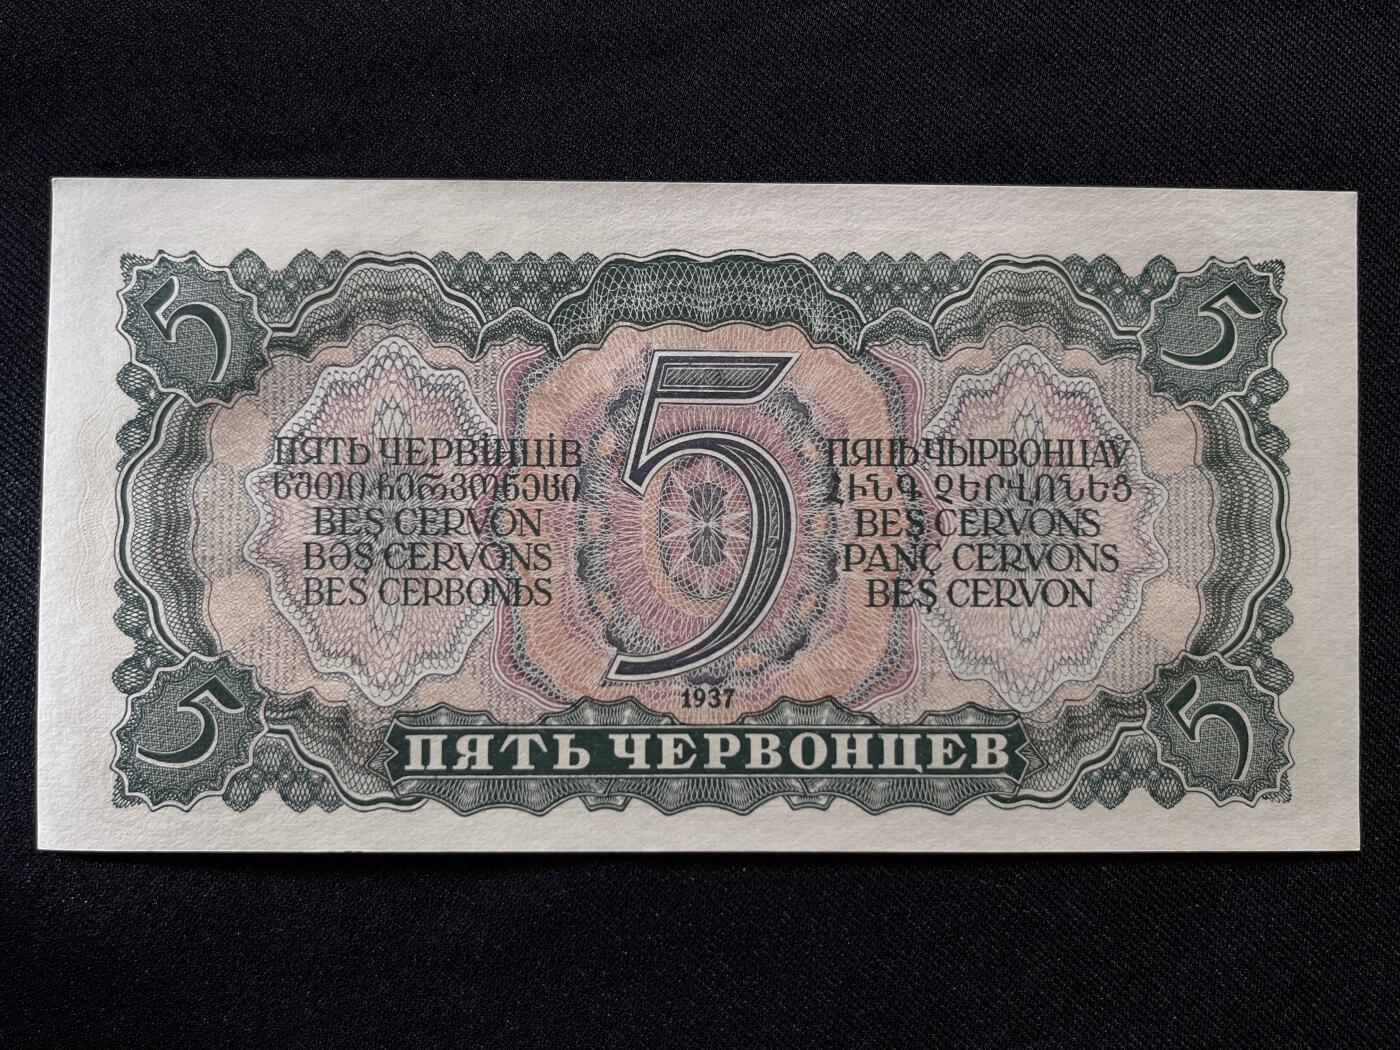 5
5
5
ПЯТЬ ЧЕРВІНЦІВ
ხუთი ჩერვონეცი
BEŞ CERVON
BƏŞ CERVONS
BES CERBONЬS
ПЯЦЬ ЧЫРВОНЦАЎ
ՀԻՆԳ ՉԵՐՎՈՆԵՑ
BEŞ CERVONS
PANÇ CERVONS
BEŞ CERVON
1937
5
5
ПЯТЬ ЧЕРВОНЦЕВ